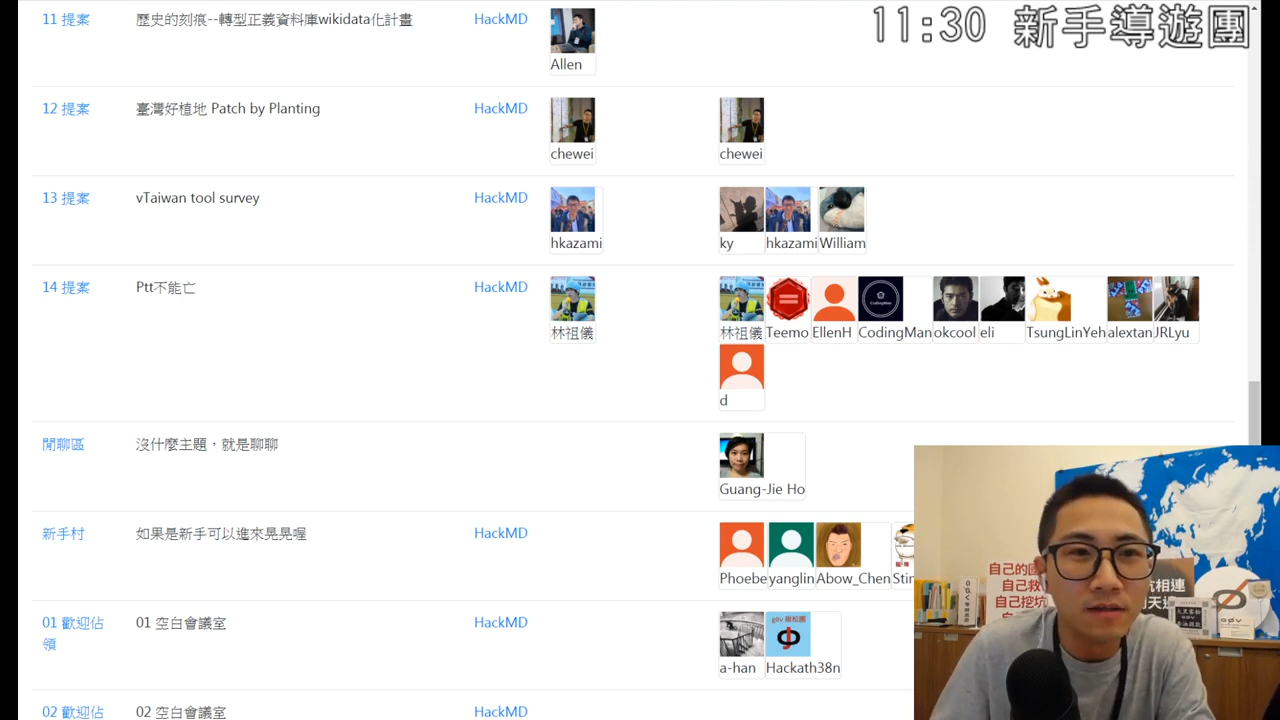 11:30 新手導遊團
11 提案
歷史的刻痕--轉型正義資料庫wikidata化計畫
HackMD
Allen
12 提案
臺灣好植地 Patch by Planting
HackMD
chewei
chewei
13 提案
vTaiwan tool survey
HackMD
hkazami
ky
hkazami
William
14 提案
Ptt不能亡
HackMD
林祖儀
林祖儀
Teemo
EllenH
CodingMan
okcool
eli
TsungLinYeh
alextan
JRLyu
d
閒聊區
沒什麼主題，就是聊聊
Guang-Jie Ho
新手村
如果是新手可以進來晃晃喔
HackMD
Phoebe
yanglin
Abow_Chen
01 歡迎佔
領
01 空白會議室
HackMD
a-han
Hackath38n
02 歡迎佔
02 空白會議室
HackMD
自己的國
自己救
自己挖坑